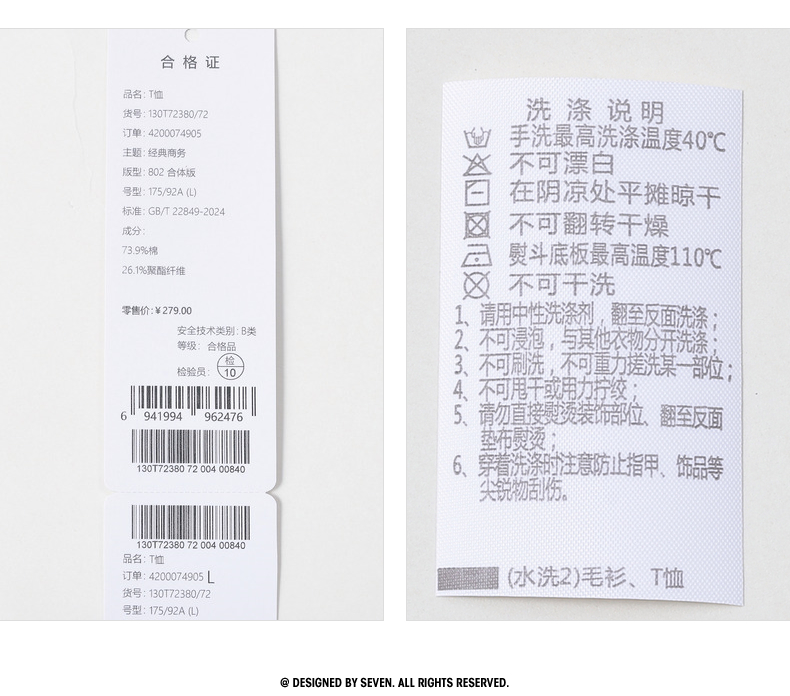 合格证
品名: T恤
货号: 130T72380/72
订单: 4200074905
主题: 经典商务
版型: 802 合体版
号型: 175/92A (L)
标准: GB/T 22849-2024
成分:
73.9%棉
26.1%聚酯纤维
零售价: ¥ 279.00
安全技术类别: B类
等级: 合格品
检验员: 检 10
6 941994 962476
130T72380 72 004 00840
130T72380 72 004 00840
品名: T恤
订单: 4200074905 L
货号: 130T72380/72
号型: 175/92A (L)
洗涤说明
手洗最高洗涤温度40℃
不可漂白
在阴凉处平摊晾干
不可翻转干燥
熨斗底板最高温度110℃
不可干洗
1、请用中性洗涤剂，翻至反面洗涤；
2、不可浸泡，与其他衣物分开洗涤；
3、不可刷洗，不可重力搓洗某一部位；
4、不可甩干或用力拧绞；
5、请勿直接熨烫装饰部位、翻至反面
垫布熨烫；
6、穿着洗涤时注意防止指甲、饰品等
尖锐物刮伤。
(水洗2)毛衫、T恤
@ DESIGNED BY SEVEN. ALL RIGHTS RESERVED.